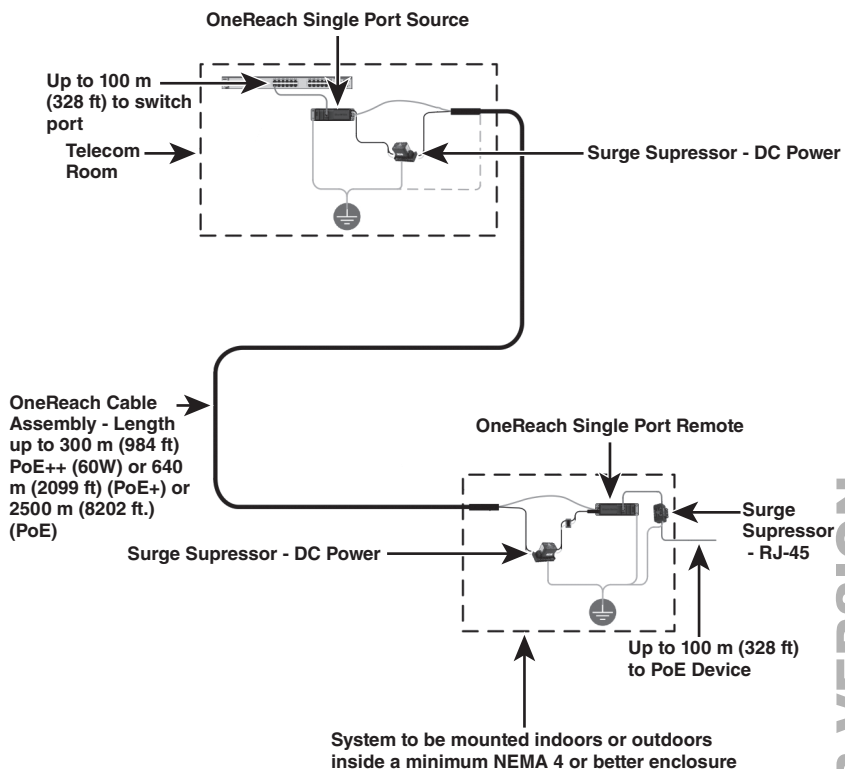 OneReach Single Port Source
Up to 100 m
(328 ft) to switch
port
Telecom
Room
Surge Supressor - DC Power
OneReach Cable
Assembly - Length
up to 300 m (984 ft)
PoE++ (60W) or 640
m (2099 ft) (PoE+) or
2500 m (8202 ft.)
(PoE)
OneReach Single Port Remote
Surge
Supressor
- RJ-45
Surge Supressor - DC Power
Up to 100 m (328 ft)
to PoE Device
System to be mounted indoors or outdoors
inside a minimum NEMA 4 or better enclosure
VERSION